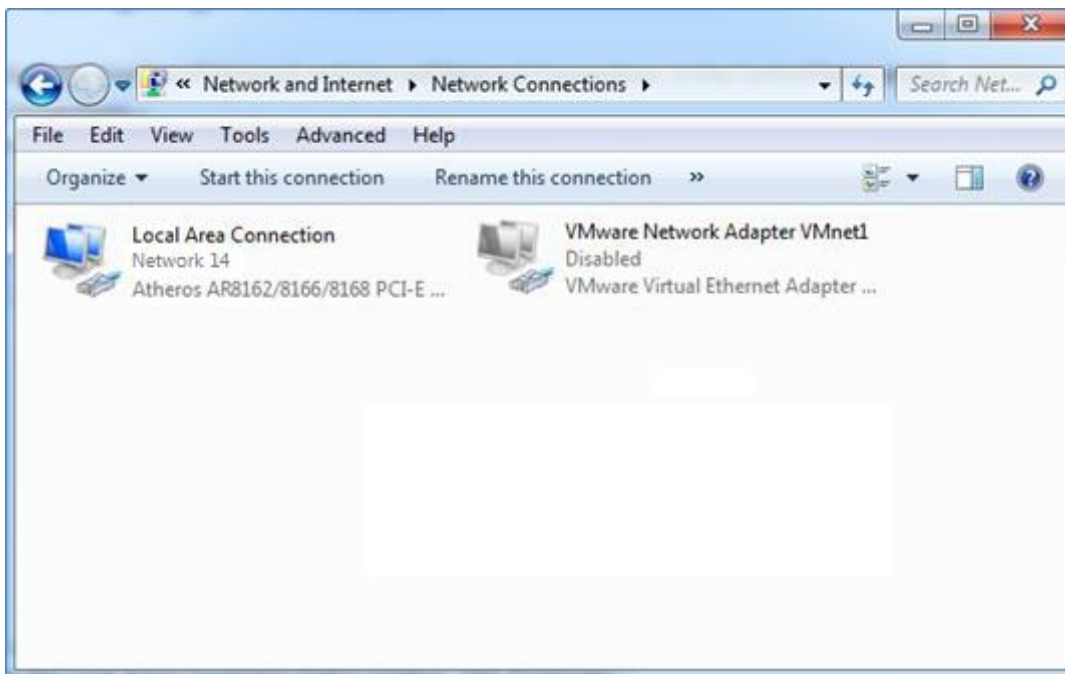 « Network and Internet ▸ Network Connections ▸ Search Net...
File Edit View Tools Advanced Help
Organize ▾ Start this connection Rename this connection »
Local Area Connection
Network 14
Atheros AR8162/8166/8168 PCI-E ...
VMware Network Adapter VMnet1
Disabled
VMware Virtual Ethernet Adapter ...